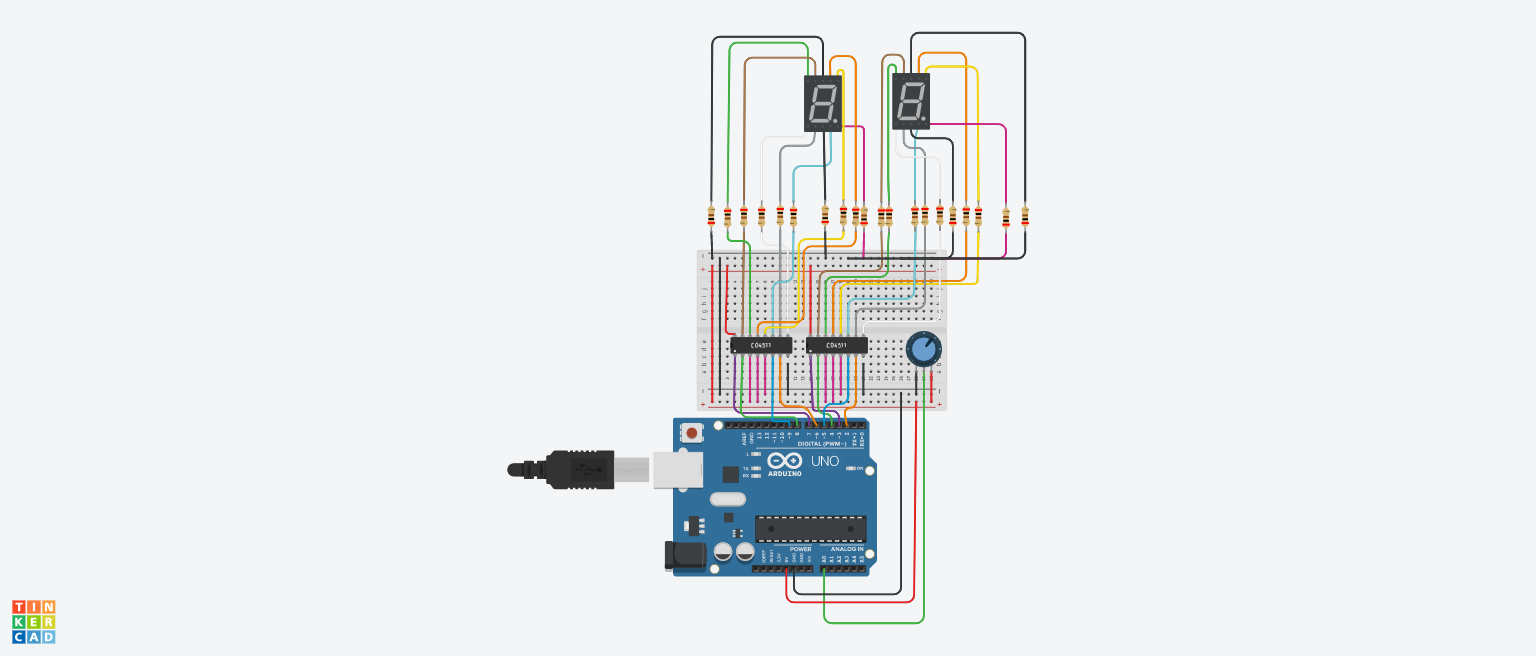 CD4511
CD4511
AREF
GND
13
12
~11
~10
~9
8
7
~6
~5
4
~3
2
TX→1
RX←0
DIGITAL (PWM~)
L
TX
RX
ARDUINO
UNO
ON
POWER
ANALOG IN
IOREF
RESET
3.3V
5V
GND
GND
VIN
A0
A1
A2
A3
A4
A5
TIN
KER
CAD